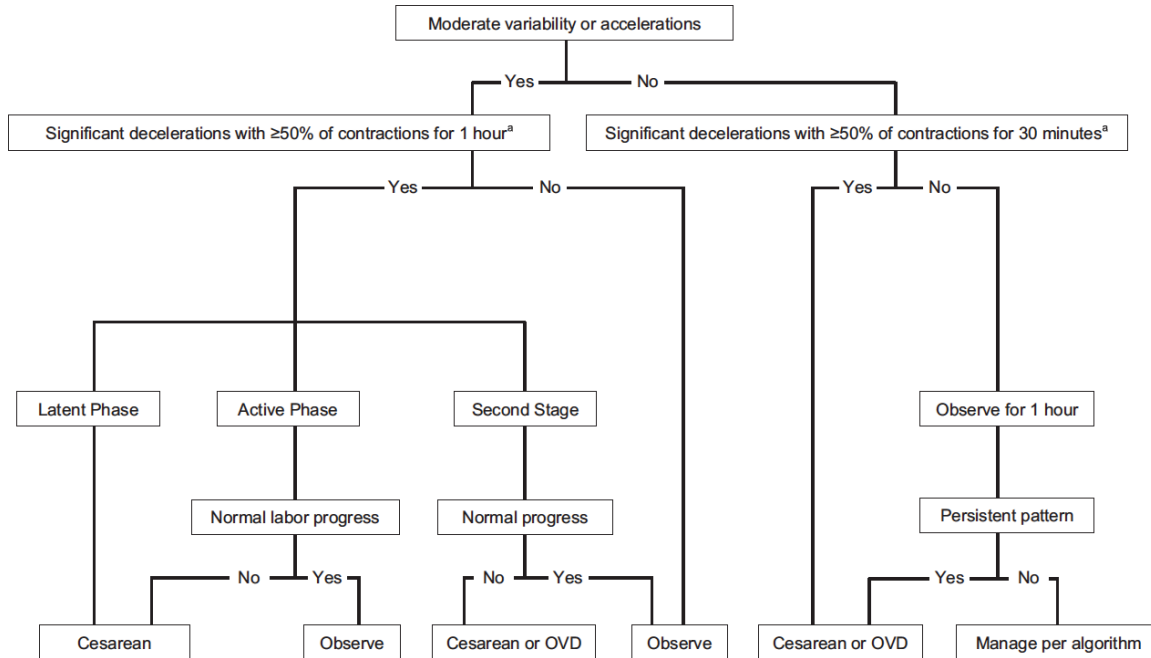 Moderate variability or accelerations
Yes No
Significant decelerations with ≥50% of contractions for 1 hourᵃ
Significant decelerations with ≥50% of contractions for 30 minutesᵃ
Yes No
Yes No
Latent Phase
Active Phase
Second Stage
Observe for 1 hour
Normal labor progress
Normal progress
Persistent pattern
No Yes
No Yes
Yes No
Cesarean
Observe
Cesarean or OVD
Observe
Cesarean or OVD
Manage per algorithm